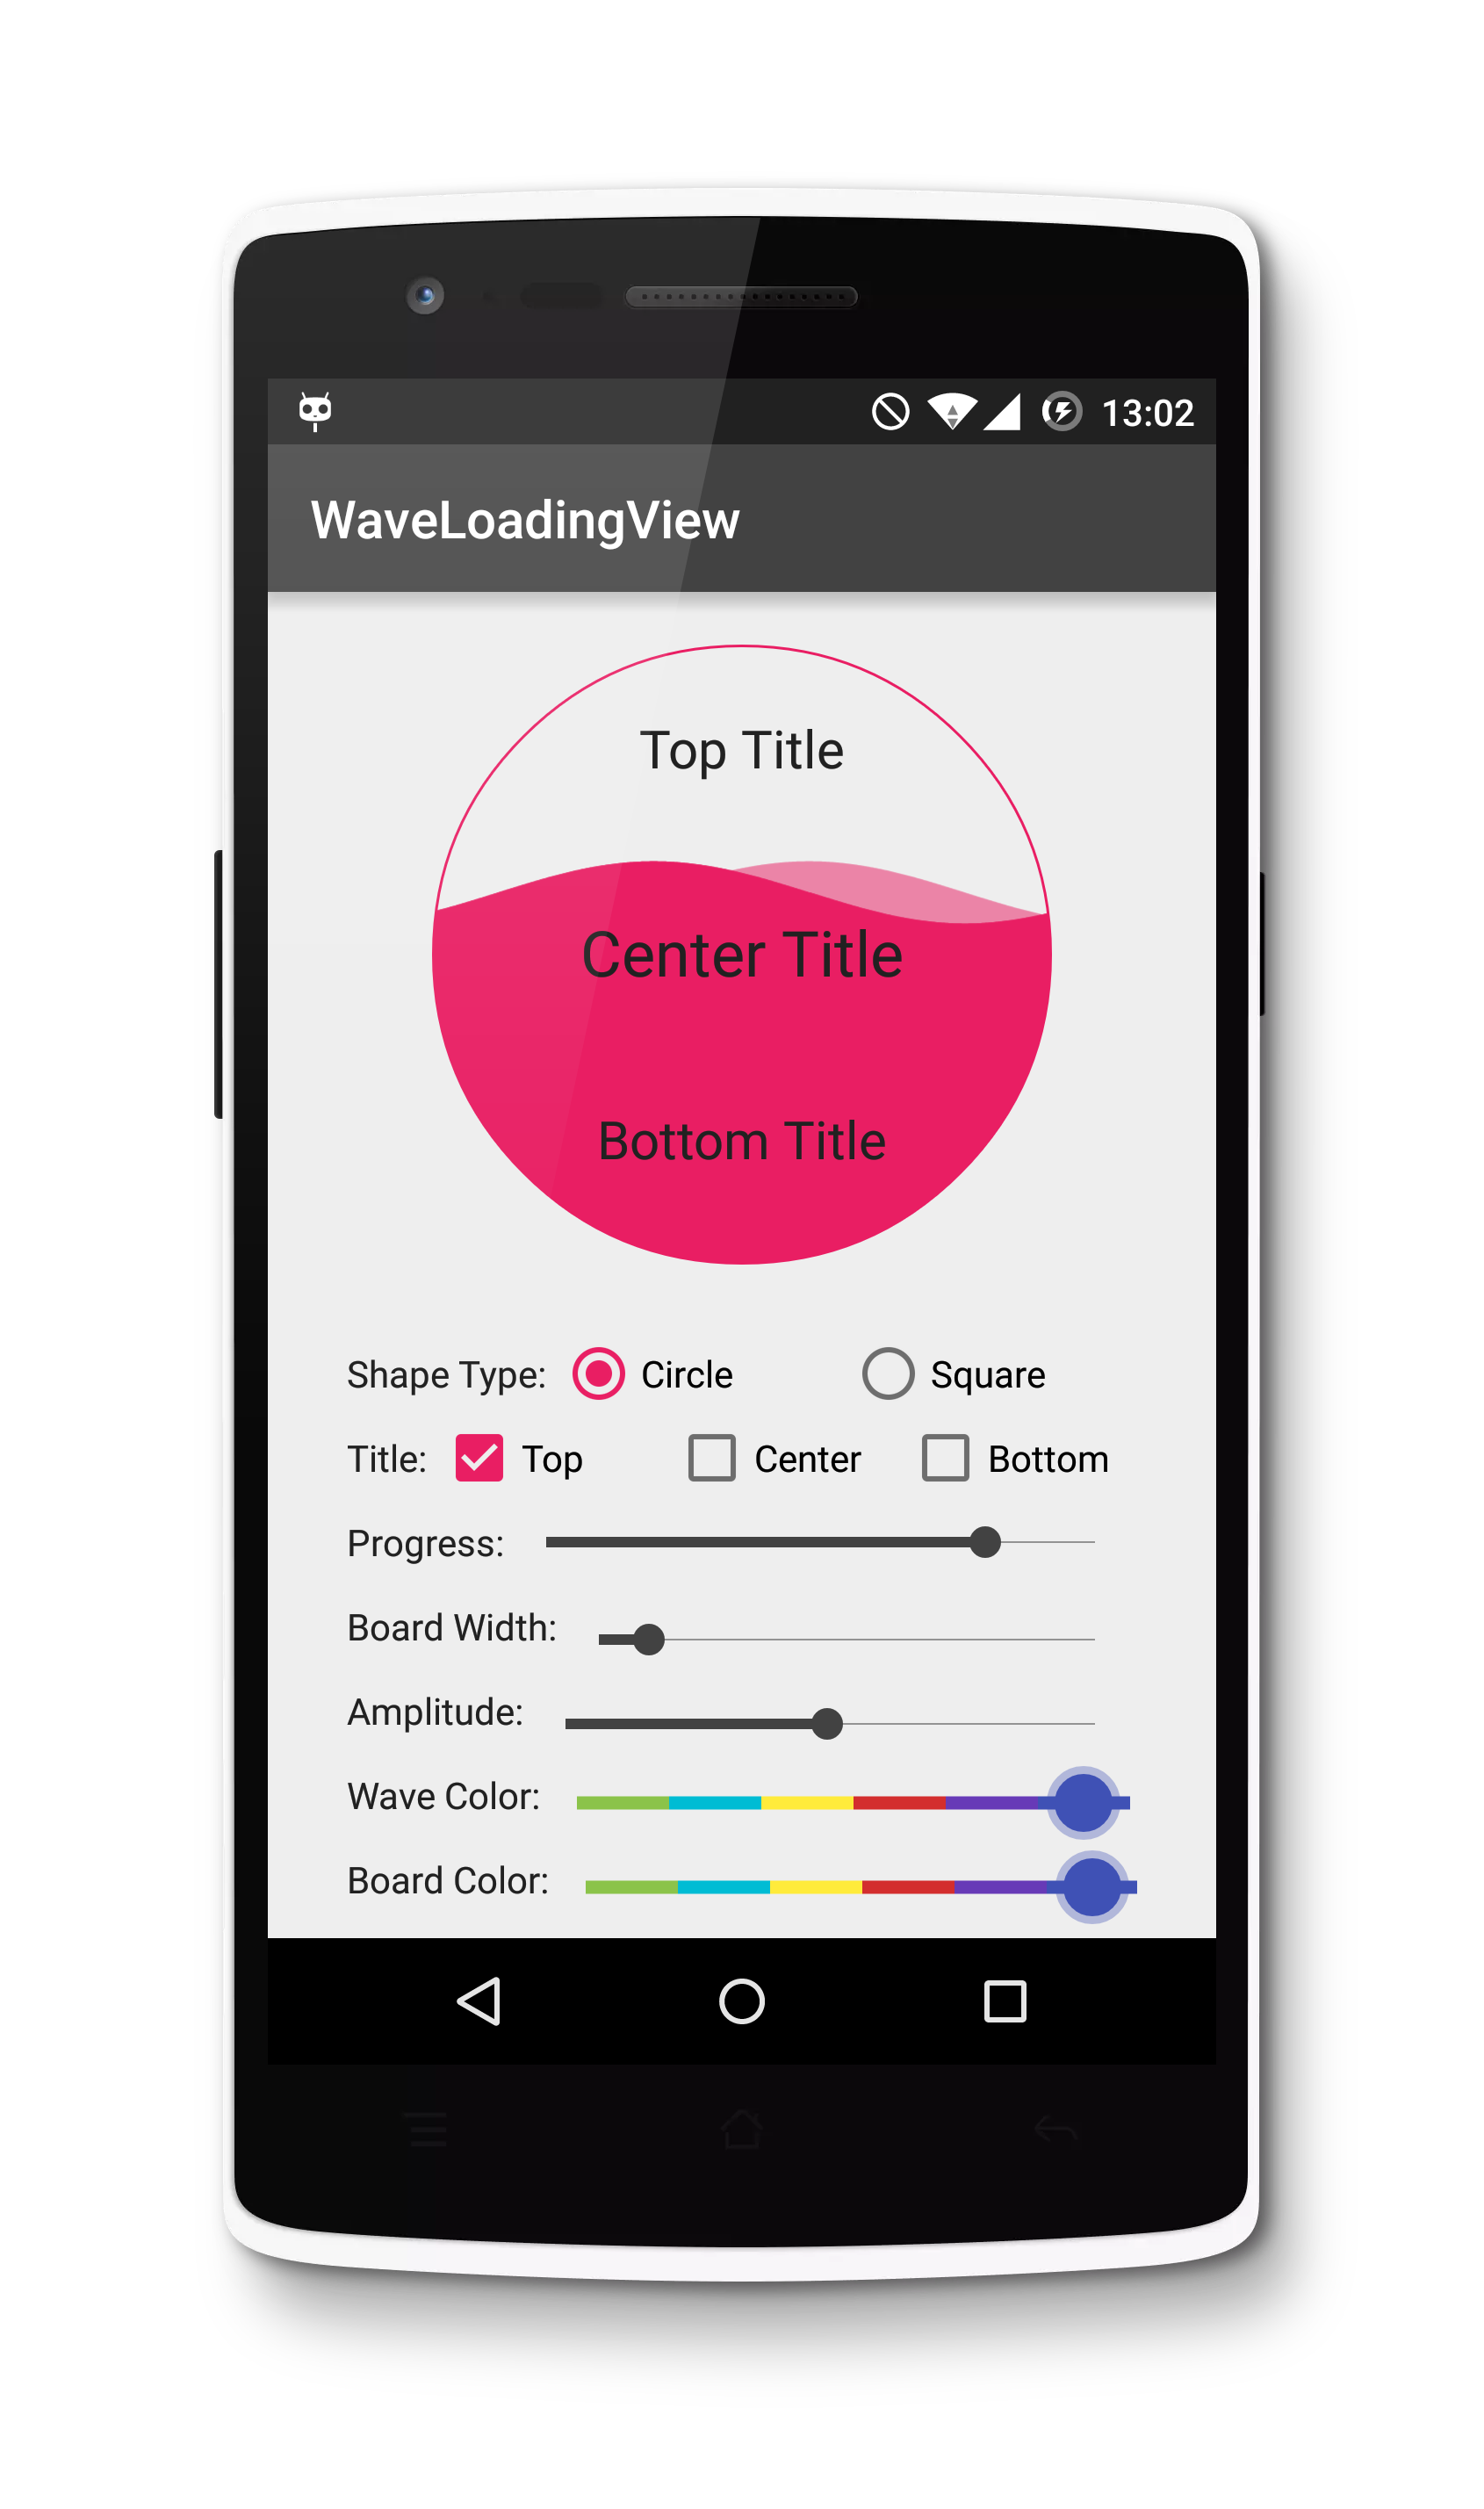 13:02
WaveLoadingView
Top Title
Center Title
Bottom Title
Shape Type: Circle Square
Title: Top Center Bottom
Progress:
Board Width:
Amplitude:
Wave Color:
Board Color: